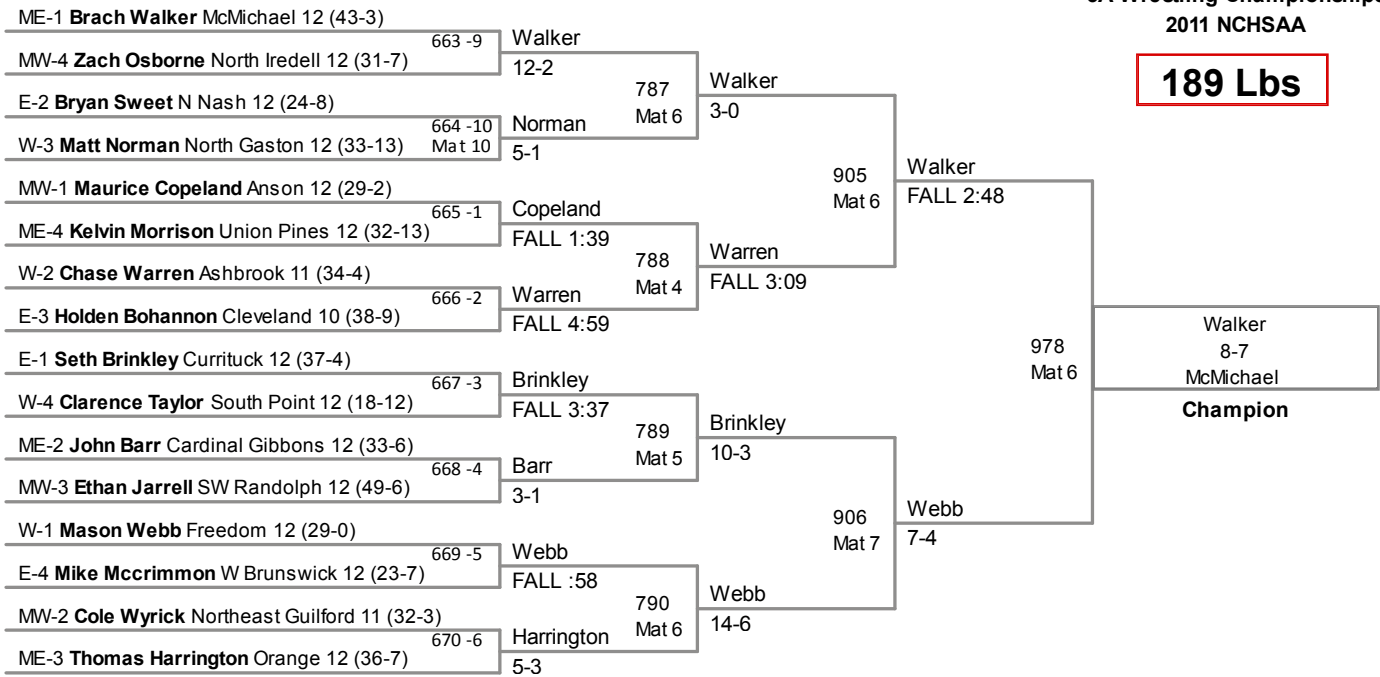 3A Wrestling Championships
2011 NCHSAA
189 Lbs
ME-1 Brach Walker McMichael 12 (43-3)
663 -9
MW-4 Zach Osborne North Iredell 12 (31-7)
E-2 Bryan Sweet N Nash 12 (24-8)
664 -10
Mat 10
W-3 Matt Norman North Gaston 12 (33-13)
MW-1 Maurice Copeland Anson 12 (29-2)
665 -1
ME-4 Kelvin Morrison Union Pines 12 (32-13)
W-2 Chase Warren Ashbrook 11 (34-4)
666 -2
E-3 Holden Bohannon Cleveland 10 (38-9)
E-1 Seth Brinkley Currituck 12 (37-4)
667 -3
W-4 Clarence Taylor South Point 12 (18-12)
ME-2 John Barr Cardinal Gibbons 12 (33-6)
668 -4
MW-3 Ethan Jarrell SW Randolph 12 (49-6)
W-1 Mason Webb Freedom 12 (29-0)
669 -5
E-4 Mike Mccrimmon W Brunswick 12 (23-7)
MW-2 Cole Wyrick Northeast Guilford 11 (32-3)
670 -6
ME-3 Thomas Harrington Orange 12 (36-7)
Walker
12-2
787
Mat 6
Norman
5-1
Copeland
FALL 1:39
788
Mat 4
Warren
FALL 4:59
Brinkley
FALL 3:37
789
Mat 5
Barr
3-1
Webb
FALL :58
790
Mat 6
Harrington
5-3
Walker
3-0
905
Mat 6
Warren
FALL 3:09
Brinkley
10-3
906
Mat 7
Webb
14-6
Walker
FALL 2:48
978
Mat 6
Webb
7-4
Walker
8-7
McMichael
Champion